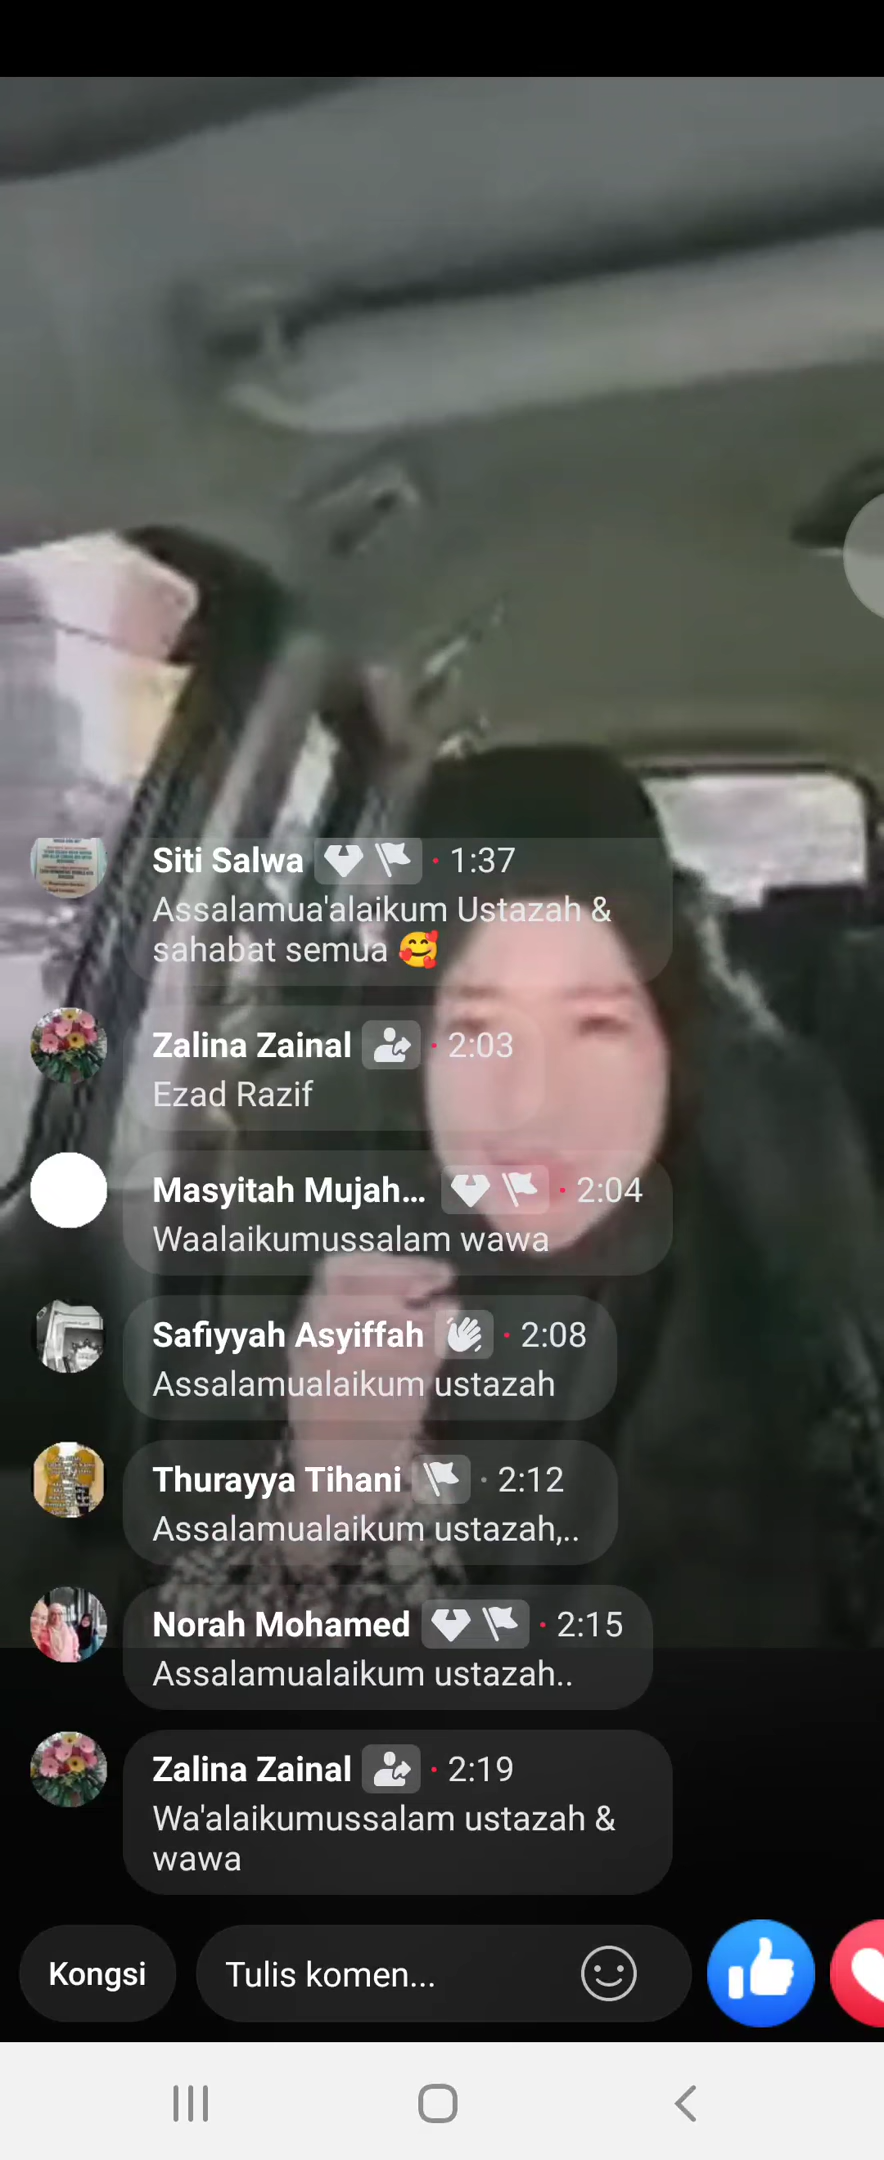 Siti Salwa · 1:37
Assalamua'alaikum Ustazah &
sahabat semua 🥰
Zalina Zainal · 2:03
Ezad Razif
Masyitah Mujah... · 2:04
Waalaikumussalam wawa
Safiyyah Asyiffah · 2:08
Assalamualaikum ustazah
Thurayya Tihani · 2:12
Assalamualaikum ustazah,..
Norah Mohamed · 2:15
Assalamualaikum ustazah..
Zalina Zainal · 2:19
Wa'alaikumussalam ustazah &
wawa
Kongsi
Tulis komen...